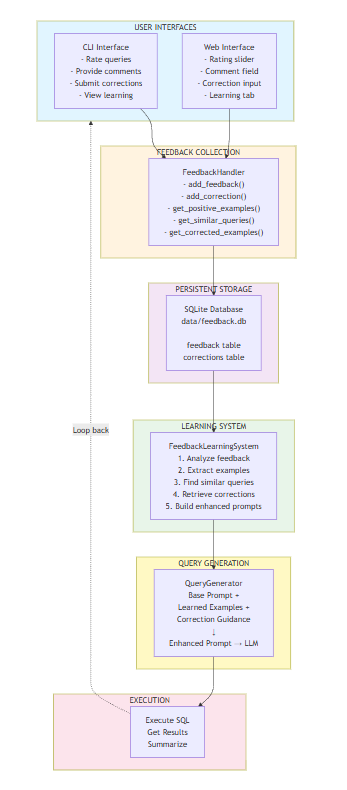 USER INTERFACES
CLI Interface
- Rate queries
- Provide comments
- Submit corrections
- View learning
Web Interface
- Rating slider
- Comment field
- Correction input
- Learning tab
FEEDBACK COLLECTION
FeedbackHandler
- add_feedback()
- add_correction()
- get_positive_examples()
- get_similar_queries()
- get_corrected_examples()
PERSISTENT STORAGE
SQLite Database
data/feedback.db
feedback table
corrections table
LEARNING SYSTEM
FeedbackLearningSystem
1. Analyze feedback
2. Extract examples
3. Find similar queries
4. Retrieve corrections
5. Build enhanced prompts
Loop back
QUERY GENERATION
QueryGenerator
Base Prompt +
Learned Examples +
Correction Guidance
↓
Enhanced Prompt → LLM
EXECUTION
Execute SQL
Get Results
Summarize